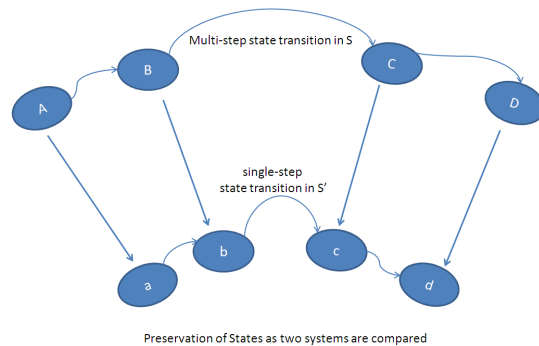 Multi-step state transition in S
B
C
A
D
single-step
state transition in S'
b
c
a
d
Preservation of States as two systems are compared